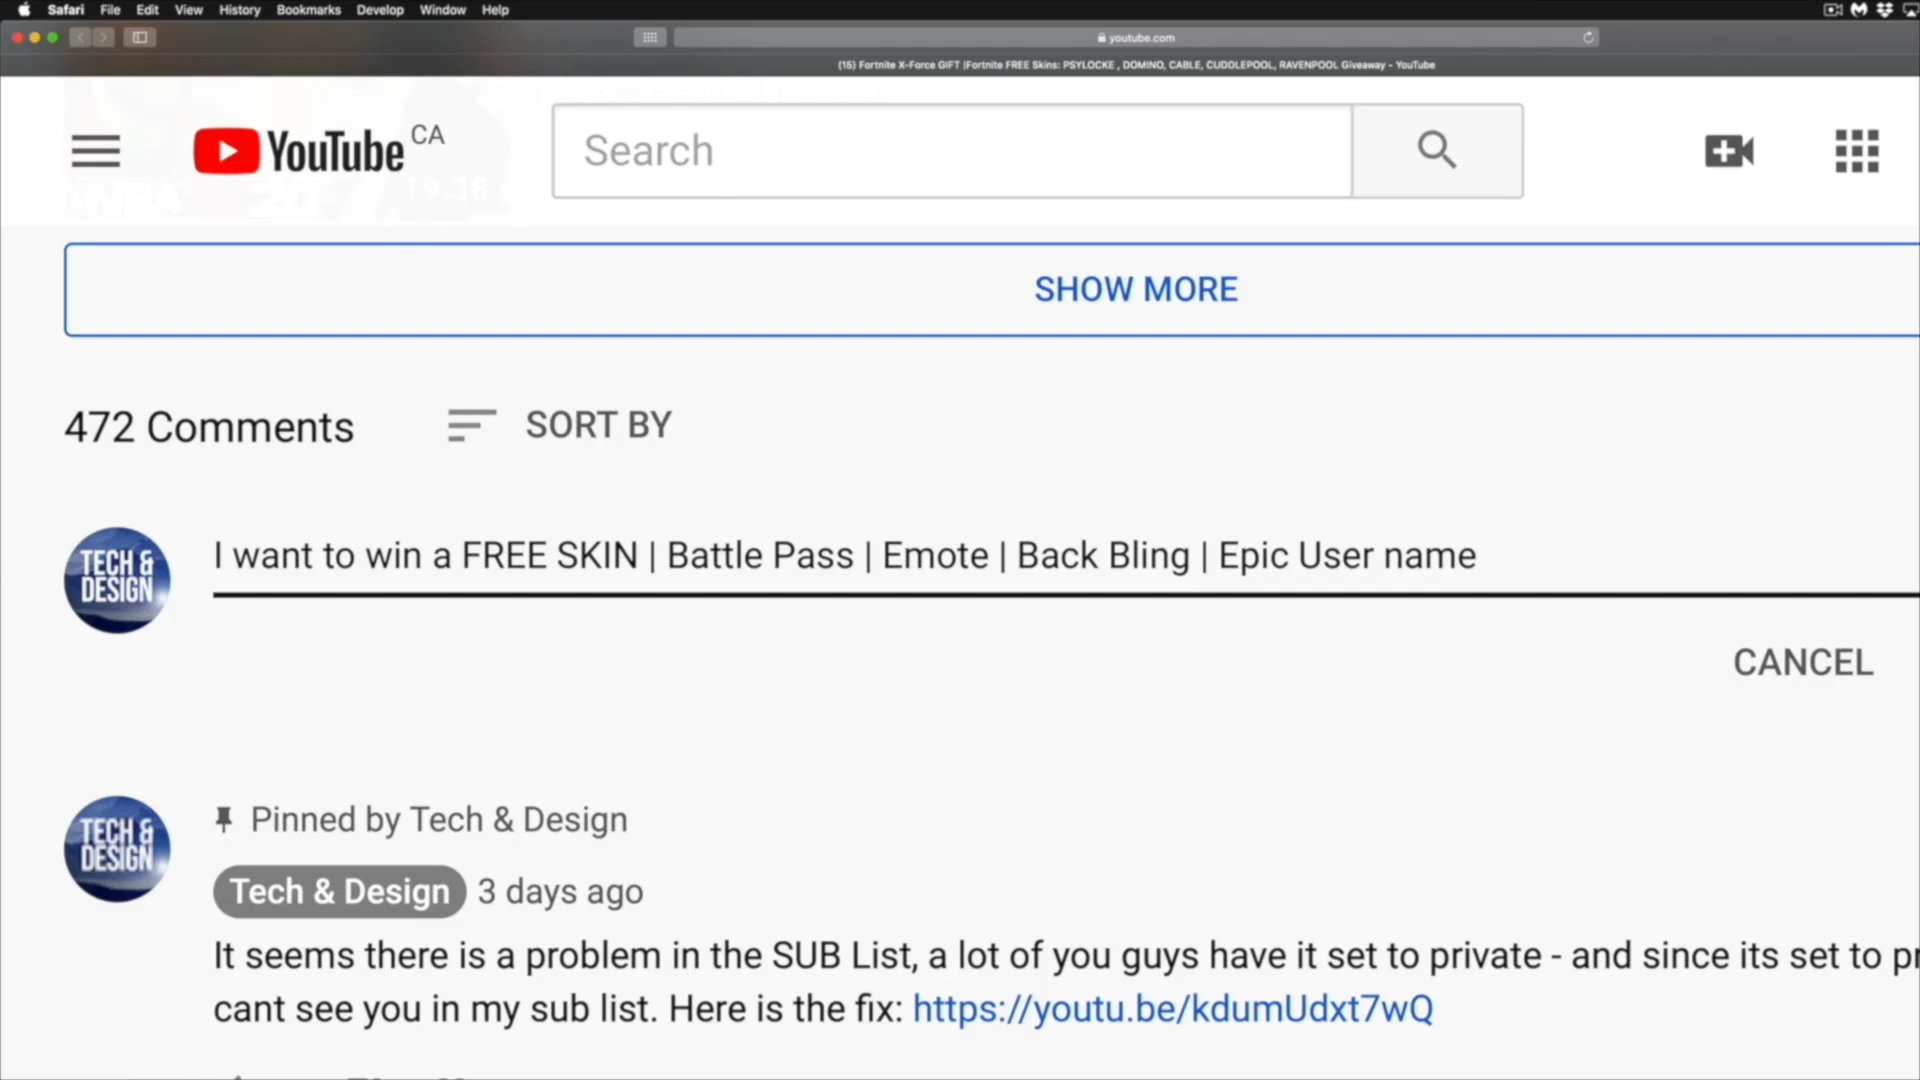 Safari File Edit View History Bookmarks Develop Window Help
youtube.com
(15) Fortnite X-Force GIFT |Fortnite FREE Skins: PSYLOCKE , DOMINO, CABLE, CUDDLEPOOL, RAVENPOOL Giveaway - YouTube
YouTube CA
Search
NBA 20 19:38
SHOW MORE
472 Comments SORT BY
TECH & DESIGN
I want to win a FREE SKIN | Battle Pass | Emote | Back Bling | Epic User name
CANCEL
TECH & DESIGN
Pinned by Tech & Design
Tech & Design 3 days ago
It seems there is a problem in the SUB List, a lot of you guys have it set to private - and since its set to
cant see you in my sub list. Here is the fix: https://youtu.be/kdumUdxt7wQ